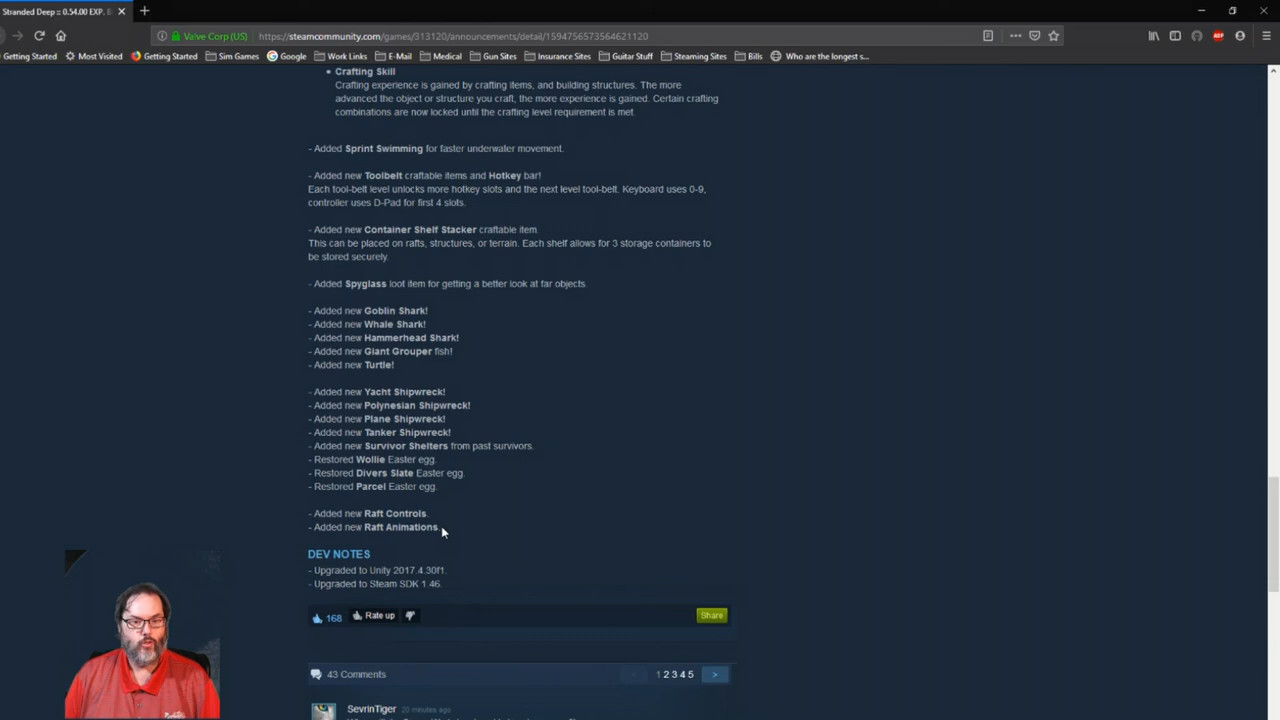 Stranded Deep :: 0.54.00 EXP.
Valve Corp (US)
https://steamcommunity.com/games/313120/announcements/detail/1594756573564621120
Getting Started
Most Visited
Getting Started
Sim Games
Google
Work Links
E-Mail
Medical
Gun Sites
Insurance Sites
Guitar Stuff
Steaming Sites
Bills
Who are the longest s...
ABP
• Crafting Skill
Crafting experience is gained by crafting items, and building structures. The more
advanced the object or structure you craft, the more experience is gained. Certain crafting
combinations are now locked until the crafting level requirement is met.
- Added Sprint Swimming for faster underwater movement.
- Added new Toolbelt craftable items and Hotkey bar!
Each tool-belt level unlocks more hotkey slots and the next level tool-belt. Keyboard uses 0-9,
controller uses D-Pad for first 4 slots.
- Added new Container Shelf Stacker craftable item.
This can be placed on rafts, structures, or terrain. Each shelf allows for 3 storage containers to
be stored securely.
- Added Spyglass loot item for getting a better look at far objects.
- Added new Goblin Shark!
- Added new Whale Shark!
- Added new Hammerhead Shark!
- Added new Giant Grouper fish!
- Added new Turtle!
- Added new Yacht Shipwreck!
- Added new Polynesian Shipwreck!
- Added new Plane Shipwreck!
- Added new Tanker Shipwreck!
- Added new Survivor Shelters from past survivors.
- Restored Wollie Easter egg.
- Restored Divers Slate Easter egg.
- Restored Parcel Easter egg.
- Added new Raft Controls.
- Added new Raft Animations.
DEV NOTES
- Upgraded to Unity 2017.4.30f1.
- Upgraded to Steam SDK 1.46.
168
Rate up
Share
43 Comments
< 1 2 3 4 5 >
SevrinTiger 20 minutes ago